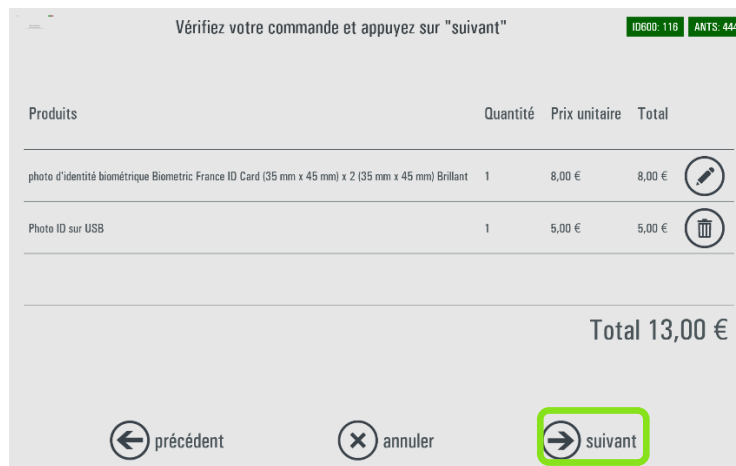 Vérifiez votre commande et appuyez sur "suivant"
ID600: 116 ANTS: 444
Produits Quantité Prix unitaire Total
photo d'identité biométrique Biometric France ID Card (35 mm x 45 mm) x 2 (35 mm x 45 mm) Brillant 1 8,00 € 8,00 €
Photo ID sur USB 1 5,00 € 5,00 €
Total 13,00 €
précédent annuler suivant